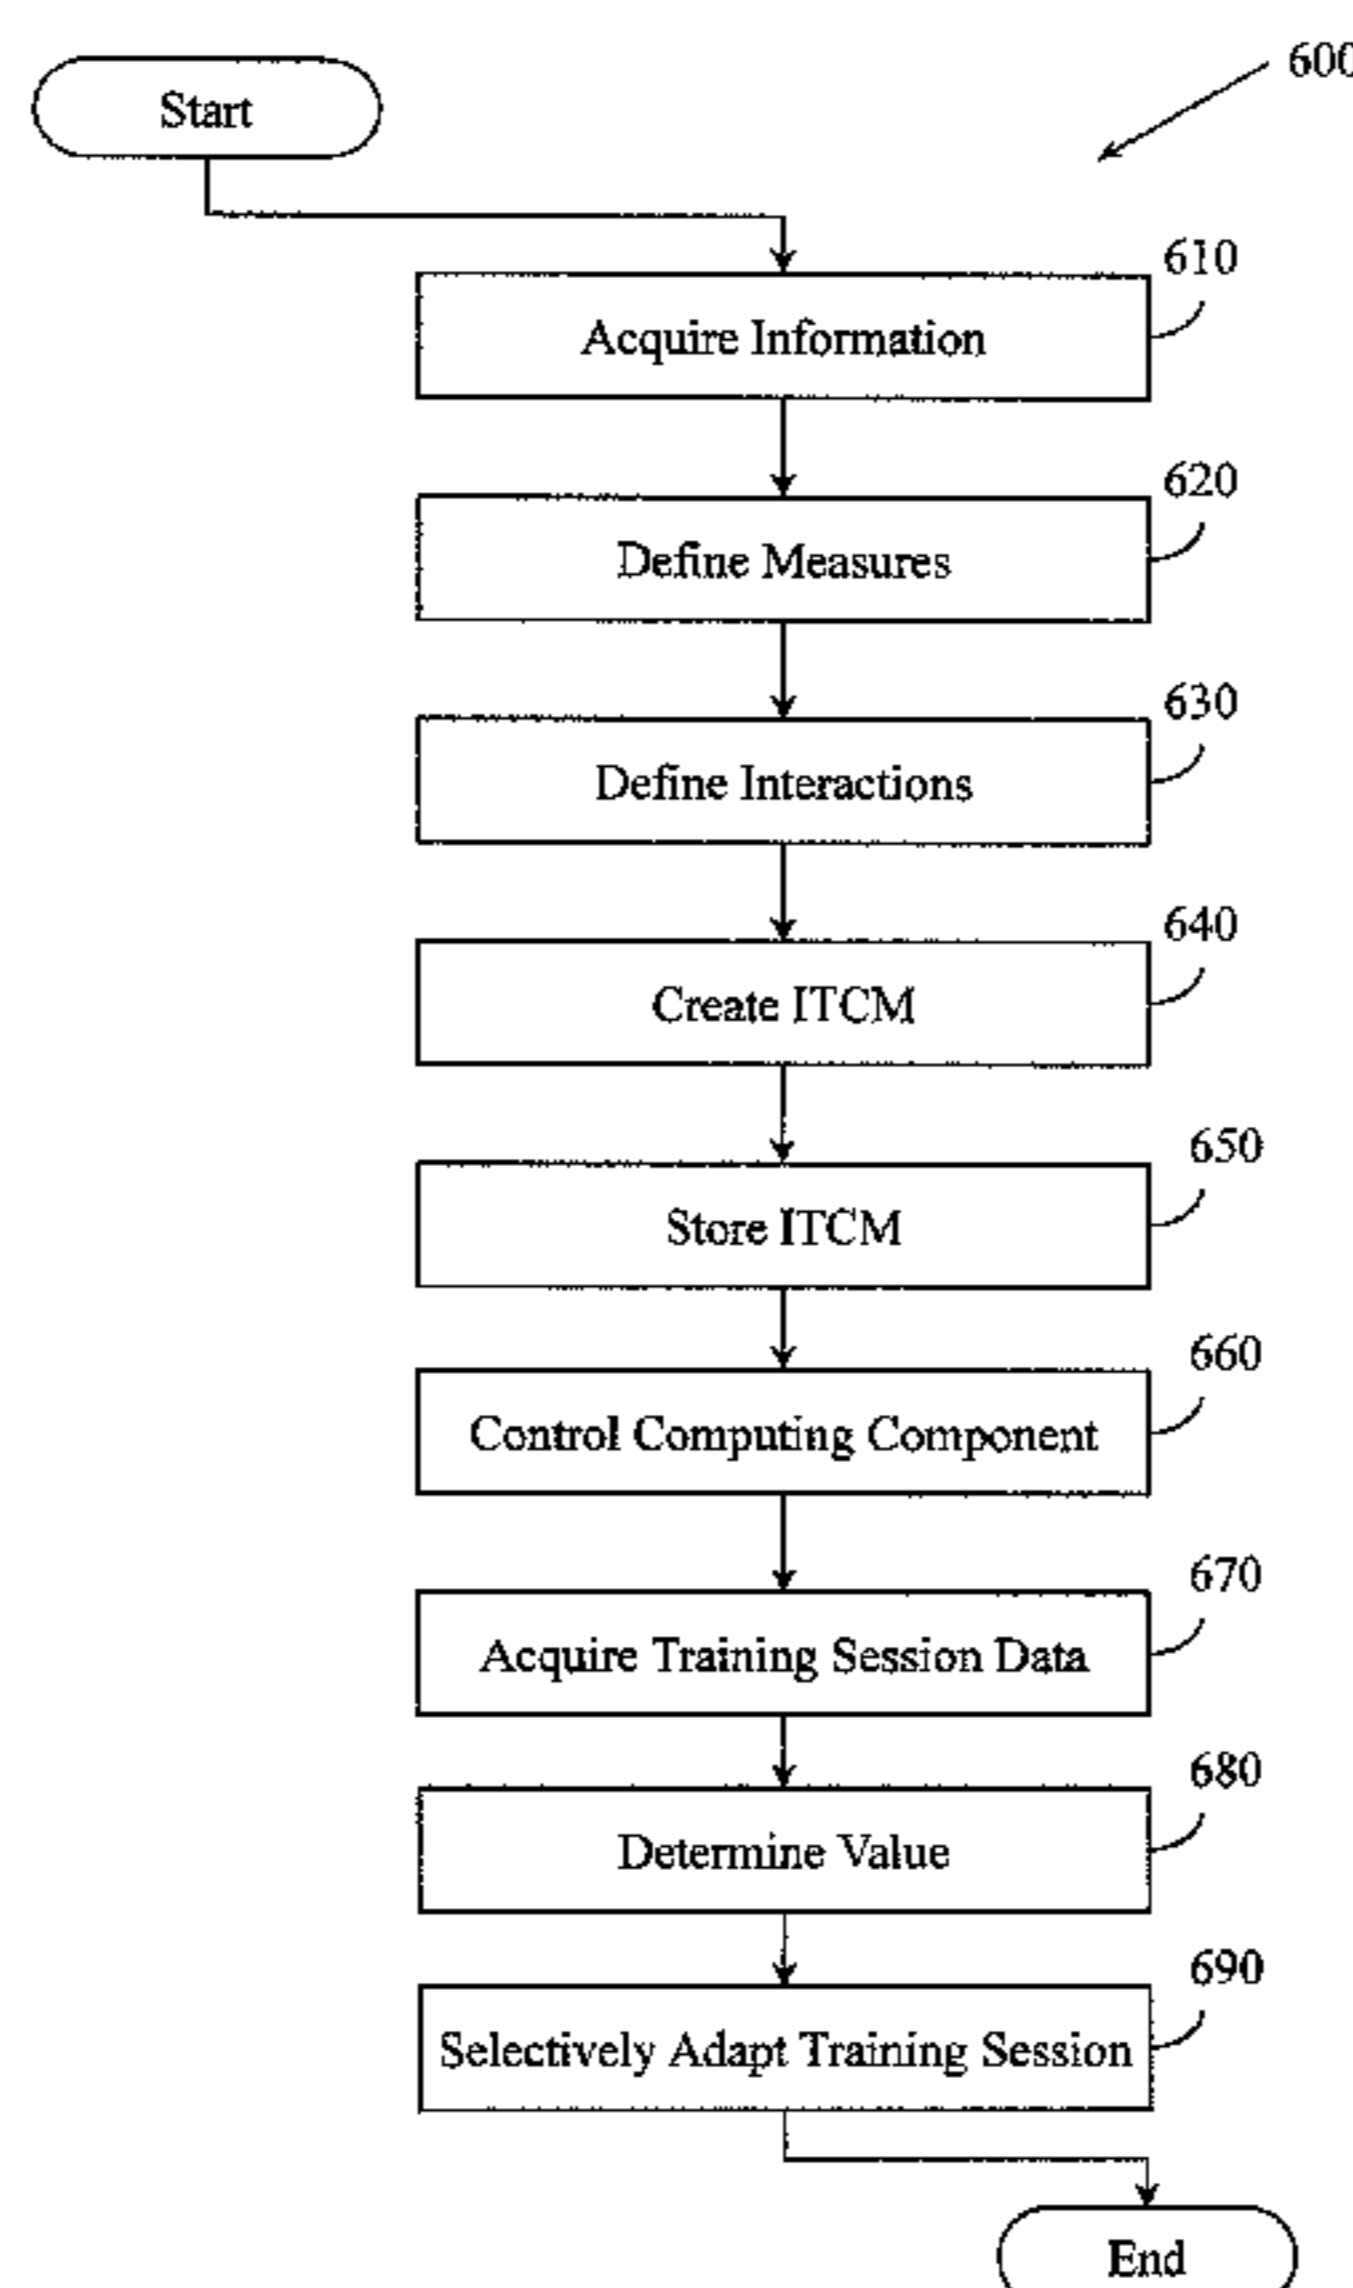 600
Start
610
Acquire Information
620
Define Measures
630
Define Interactions
640
Create ITCM
650
Store ITCM
660
Control Computing Component
670
Acquire Training Session Data
680
Determine Value
690
Selectively Adapt Training Session
End